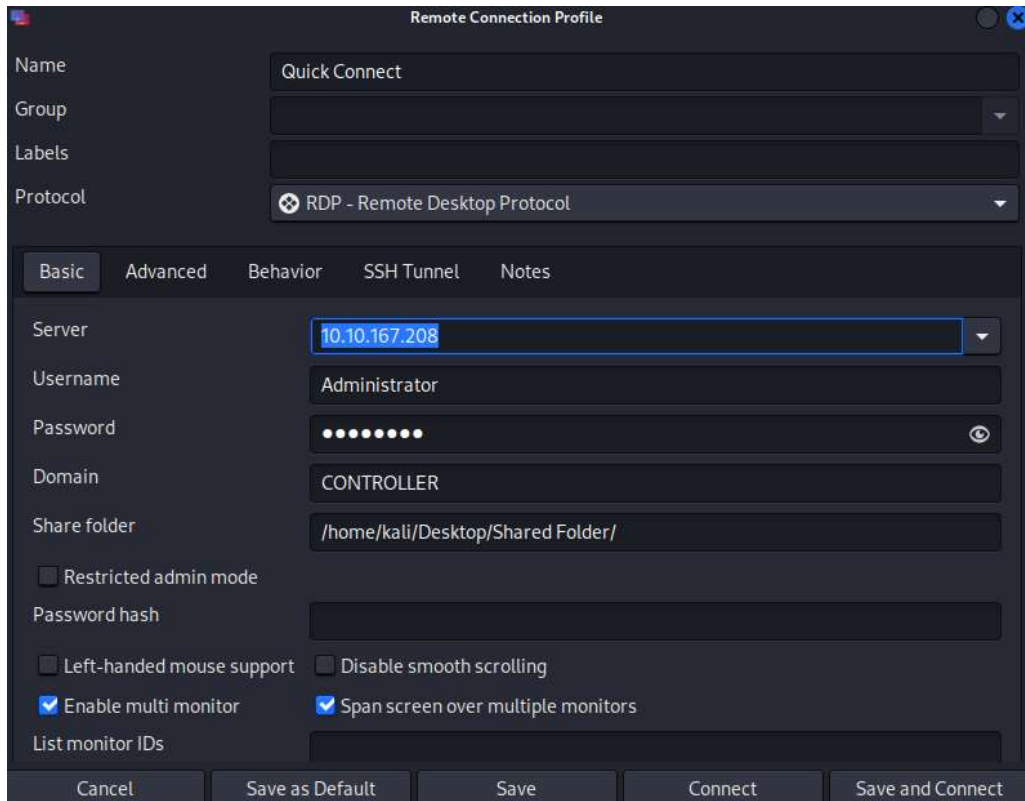 Remote Connection Profile
Name Quick Connect
Group
Labels
Protocol RDP - Remote Desktop Protocol
Basic Advanced Behavior SSH Tunnel Notes
Server 10.10.167.208
Username Administrator
Password ●●●●●●●●
Domain CONTROLLER
Share folder /home/kali/Desktop/Shared Folder/
Restricted admin mode
Password hash
Left-handed mouse support Disable smooth scrolling
Enable multi monitor Span screen over multiple monitors
List monitor IDs
Cancel Save as Default Save Connect Save and Connect